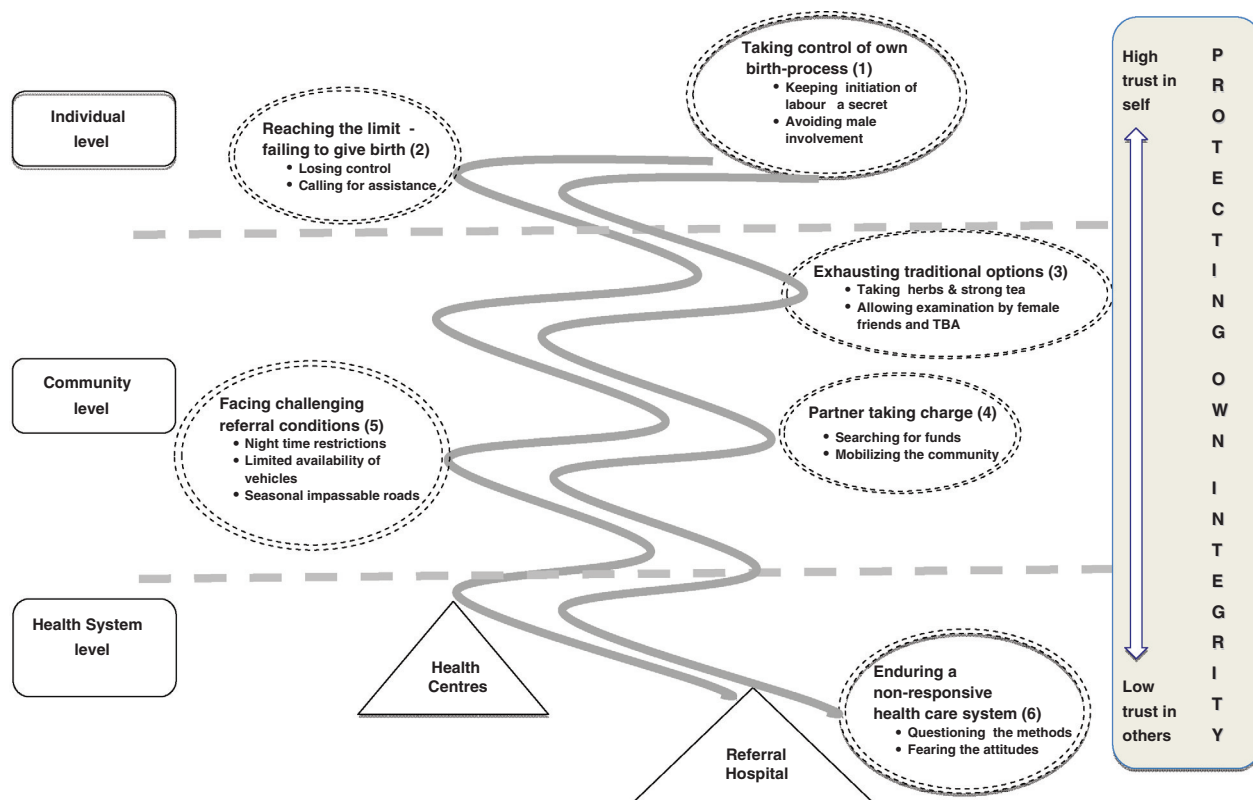 Individual
level
Taking control of own
birth-process (1)
• Keeping initiation of
labour a secret
• Avoiding male
involvement
Reaching the limit -
failing to give birth (2)
• Losing control
• Calling for assistance
Exhausting traditional options (3)
• Taking herbs & strong tea
• Allowing examination by female
friends and TBA
Community
level
Partner taking charge (4)
• Searching for funds
• Mobilizing the community
Facing challenging
referral conditions (5)
• Night time restrictions
• Limited availability of
vehicles
• Seasonal impassable roads
Health System
level
Health
Centres
Referral
Hospital
Enduring a
non-responsive
health care system (6)
• Questioning the methods
• Fearing the attitudes
High
trust in
self
Low
trust in
others
PROTECTING OWN INTEGRITY